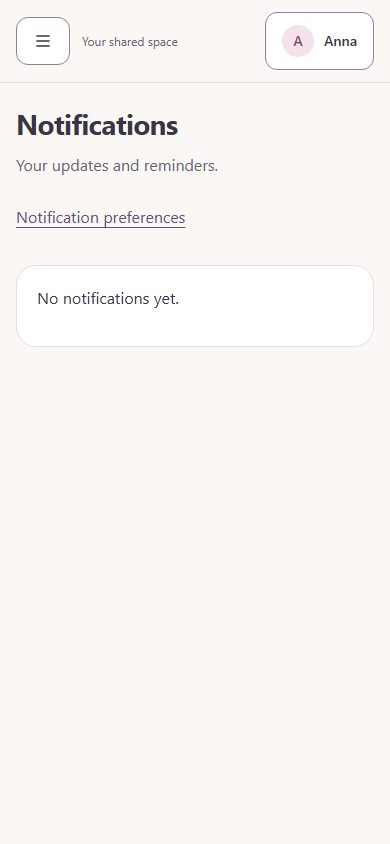 Your shared space
A
Anna
Notifications
Your updates and reminders.
Notification preferences
No notifications yet.